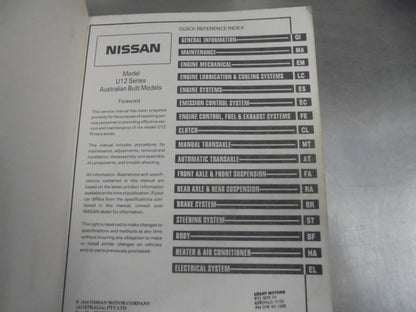 NISSAN
Model
U12 Series
Australian Built Models
Foreword
This service manual has been prepared
primarily for the purpose of assisting ser-
vice personnel in providing effective ser-
vice and maintenance of the model U12
Pintara series.
This manual includes procedures for
maintenance, adjustments, removal and
installation, disassembly and assembly
of components, and trouble shooting.
All information, illustrations and specifi-
cations contained in this manual are
based on the latest product information
available at the time of publication. If your
car differs from the specifications con-
tained in this manual, consult your
NISSAN dealer for information.
The right is reserved to make changes to
specifications and methods at any time
without incurring any obligation to make
or install similar changes on vehicles
and/or parts previously purchased.
NISSAN MOTOR COMPANY
(AUSTRALIA) PTY LTD
QUICK REFERENCE INDEX
GENERAL INFORMATION GI
MAINTENANCE MA
ENGINE MECHANICAL EM
ENGINE LUBRICATION & COOLING SYSTEMS LC
ENGINE SYSTEMS ES
EMISSION CONTROL SYSTEM EC
ENGINE CONTROL, FUEL & EXHAUST SYSTEMS FE
CLUTCH CL
MANUAL TRANSAXLE MT
AUTOMATIC TRANSAXLE AT
FRONT AXLE & FRONT SUSPENSION FA
REAR AXLE & REAR SUSPENSION RA
BRAKE SYSTEM BR
STEERING SYSTEM ST
BODY BF
HEATER & AIR CONDITIONER HA
ELECTRICAL SYSTEM EL
LEAHY MOTORS
P.O. BOX 23
EMERALD, 3782